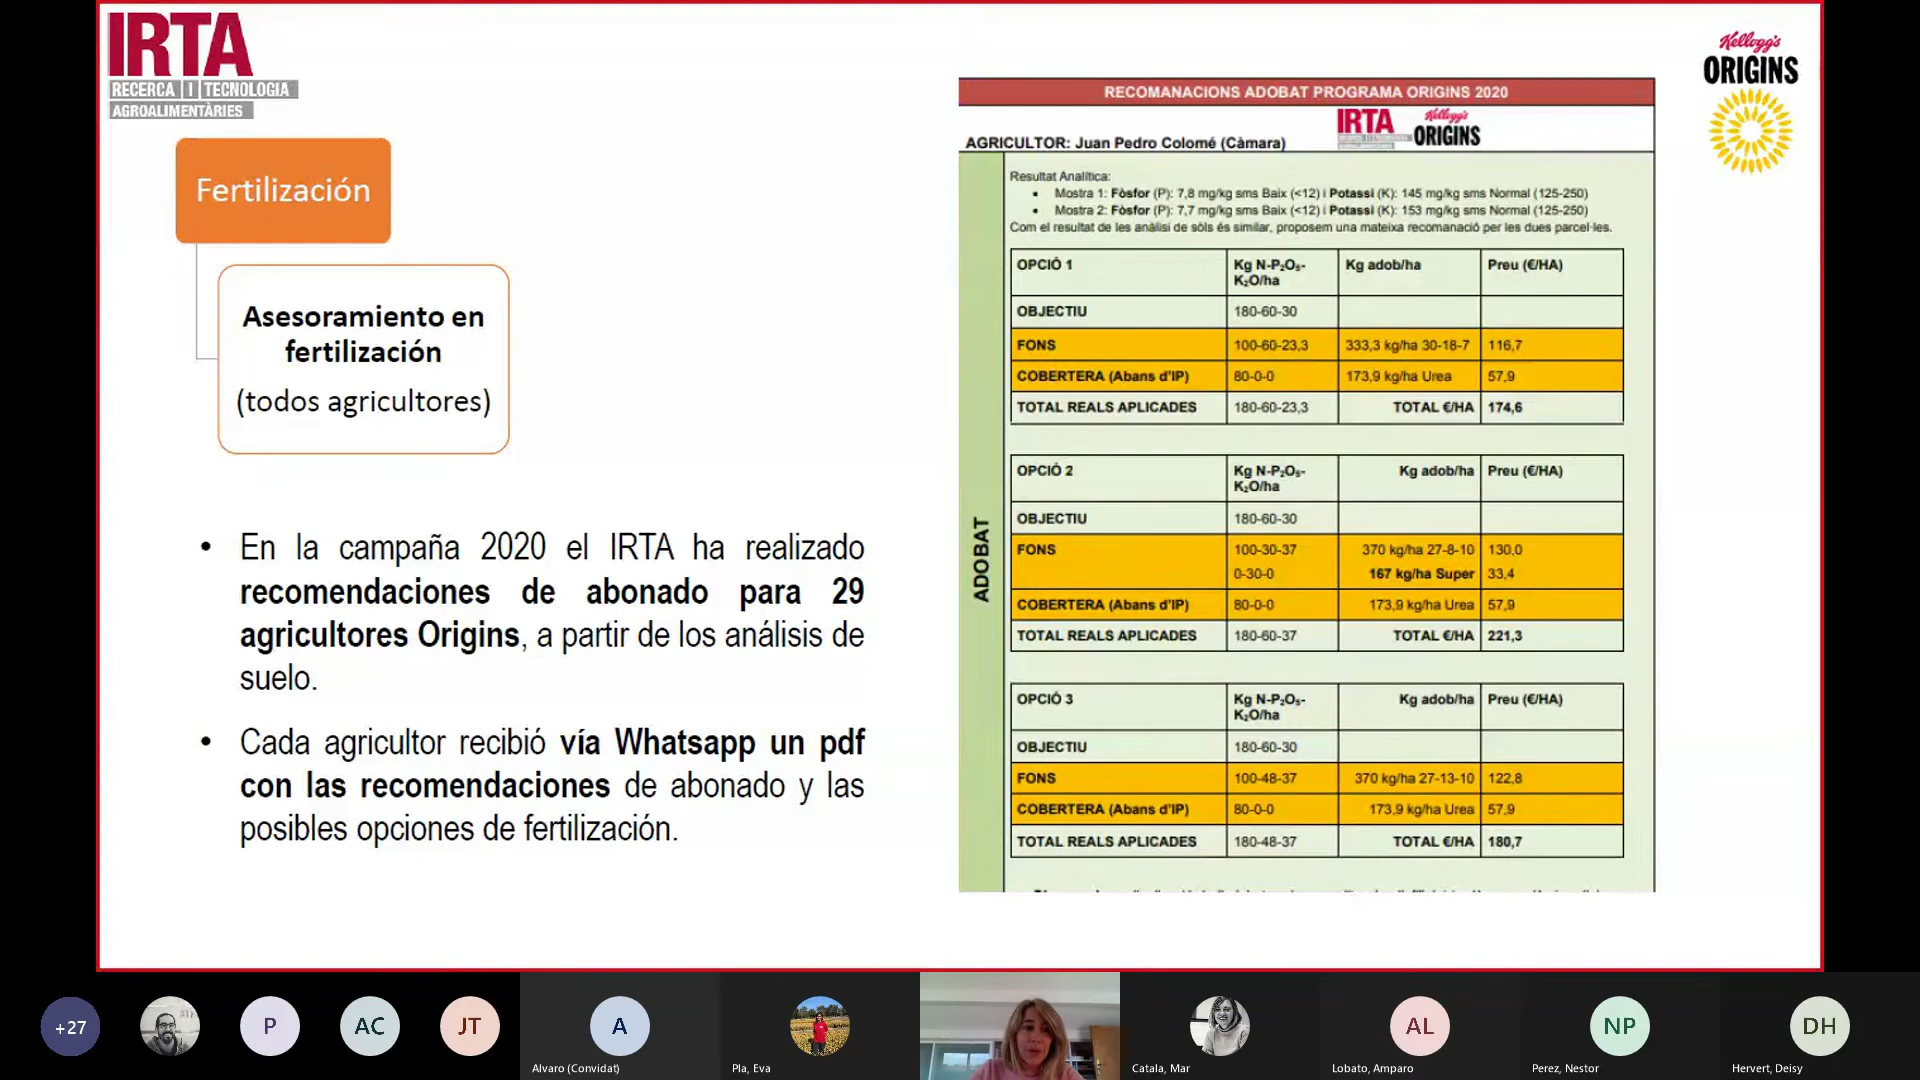 IRTA
RECERCA I TECNOLOGIA
AGROALIMENTÀRIES
Kellogg's
ORIGINS
Fertilización
Asesoramiento en
fertilización
(todos agricultores)
• En la campaña 2020 el IRTA ha realizado
recomendaciones de abonado para 29
agricultores Origins, a partir de los análisis de
suelo.
• Cada agricultor recibió vía Whatsapp un pdf
con las recomendaciones de abonado y las
posibles opciones de fertilización.
RECOMANACIONS ADOBAT PROGRAMA ORIGINS 2020
AGRICULTOR: Juan Pedro Colomé (Càmara)
IRTA
Kellogg's
ORIGINS
ADOBAT
Resultat Analítica:
• Mostra 1: Fòsfor (P): 7,8 mg/kg sms Baix (<12) i Potassi (K): 145 mg/kg sms Normal (125-250)
• Mostra 2: Fòsfor (P): 7,7 mg/kg sms Baix (<12) i Potassi (K): 153 mg/kg sms Normal (125-250)
Com el resultat de les anàlisi de sòls és similar, proposem una mateixa recomanació per les dues parcel·les.
OPCIÓ 1 Kg N-P₂O₅-K₂O/ha Kg adob/ha Preu (€/HA)
OBJECTIU 180-60-30
FONS 100-60-23,3 333,3 kg/ha 30-18-7 116,7
COBERTERA (Abans d'IP) 80-0-0 173,9 kg/ha Urea 57,9
TOTAL REALS APLICADES 180-60-23,3 TOTAL €/HA 174,6
OPCIÓ 2 Kg N-P₂O₅-K₂O/ha Kg adob/ha Preu (€/HA)
OBJECTIU 180-60-30
FONS 100-30-37 370 kg/ha 27-8-10 130,0
0-30-0 167 kg/ha Super 33,4
COBERTERA (Abans d'IP) 80-0-0 173,9 kg/ha Urea 57,9
TOTAL REALS APLICADES 180-60-37 TOTAL €/HA 221,3
OPCIÓ 3 Kg N-P₂O₅-K₂O/ha Kg adob/ha Preu (€/HA)
OBJECTIU 180-60-30
FONS 100-48-37 370 kg/ha 27-13-10 122,8
COBERTERA (Abans d'IP) 80-0-0 173,9 kg/ha Urea 57,9
TOTAL REALS APLICADES 180-48-37 TOTAL €/HA 180,7
+27
P
AC
JT
A
AL
NP
DH
Alvaro (Convidat)
Pla, Eva
Catala, Mar
Lobato, Amparo
Perez, Nestor
Hervert, Deisy